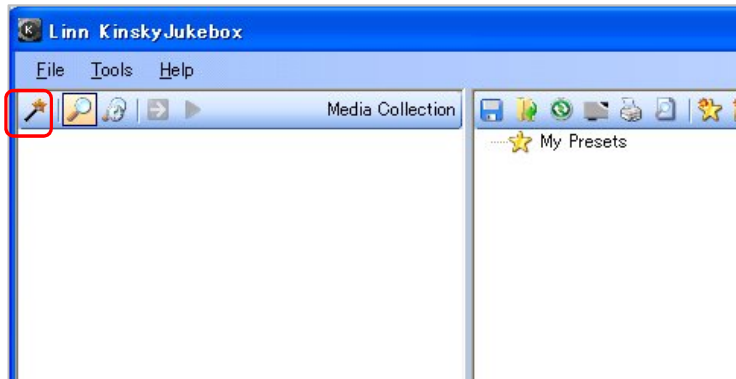 Linn KinskyJukebox
File Tools Help
Media Collection
My Presets